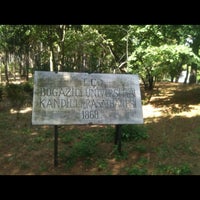 T.C.
BOĞAZİÇİ ÜNİVERSİTESİ
KANDİLLİ RASATHANESİ
1868